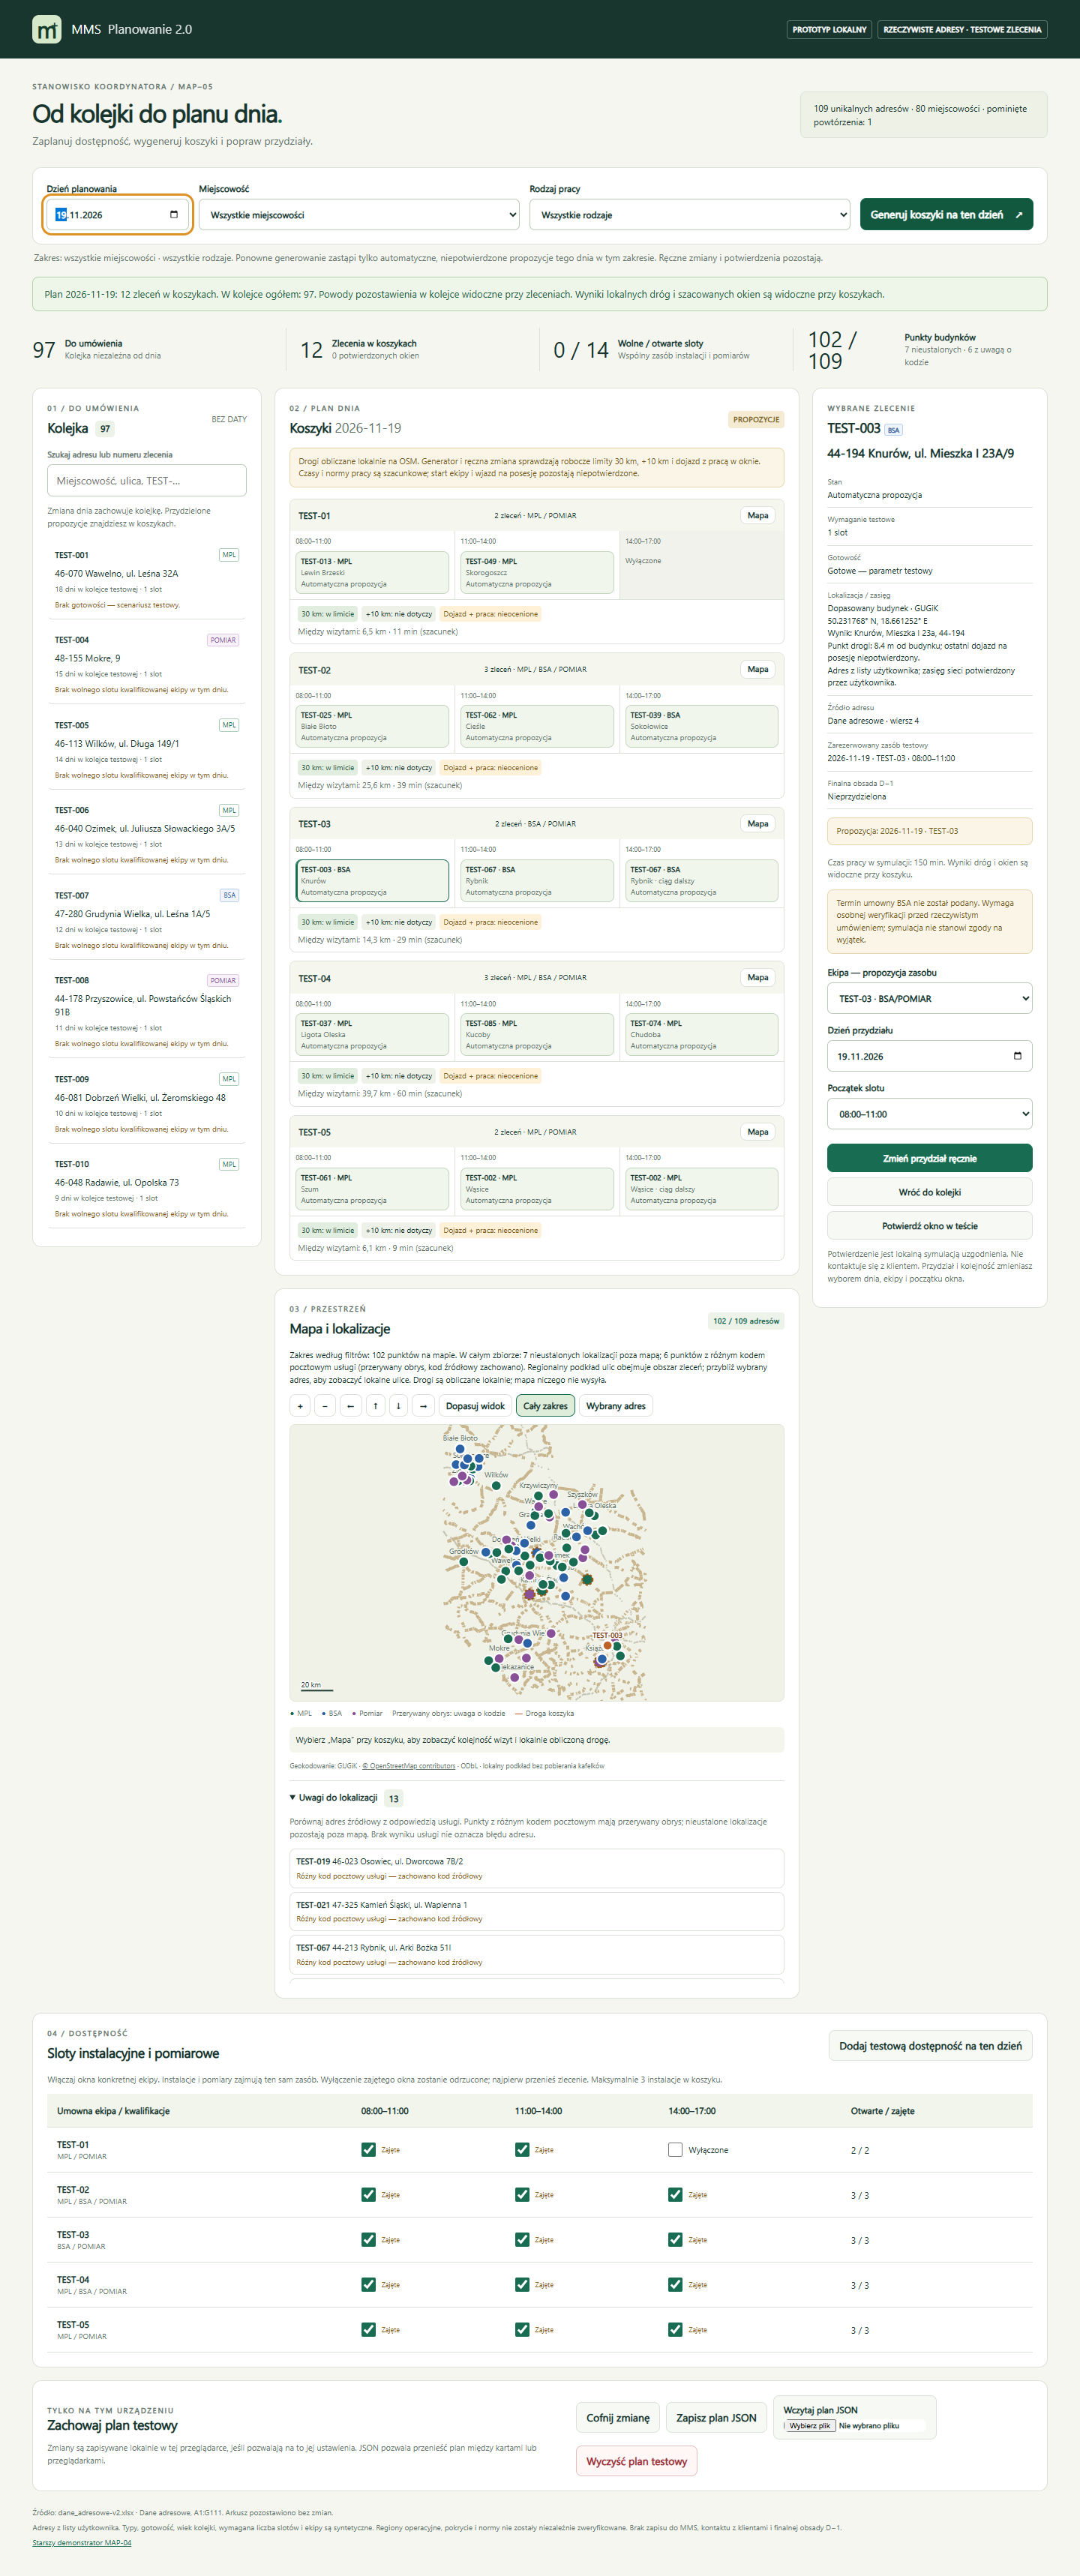 mt MMS Planowanie 2.0
PROTOTYP LOKALNY
RZECZYWISTE ADRESY · TESTOWE ZLECENIA
STANOWISKO KOORDYNATORA / MAP-05
Od kolejki do planu dnia.
Zaplanuj dostępność, wygeneruj koszyki i popraw przydziały.
109 unikalnych adresów · 80 miejscowości · pominięte
powtórzenia: 1
Dzień planowania
19.11.2026
Miejscowość
Wszystkie miejscowości
Rodzaj pracy
Wszystkie rodzaje
Generuj koszyki na ten dzień ↗
Zakres: wszystkie miejscowości · wszystkie rodzaje. Ponowne generowanie zastąpi tylko automatyczne, niepotwierdzone propozycje tego dnia w tym zakresie. Ręczne zmiany i potwierdzenia pozostają.
Plan 2026-11-19: 12 zleceń w koszykach. W kolejce ogółem: 97. Powody pozostawienia w kolejce widoczne przy zleceniach. Wyniki lokalnych dróg i szacowanych okien są widoczne przy koszykach.
97 Do umówienia
Kolejka niezależna od dnia
12 Zlecenia w koszykach
0 potwierdzonych okien
0 / 14 Wolne / otwarte sloty
Wspólny zasób instalacji i pomiarów
102 / 109 Punkty budynków
7 nieustalonych · 6 z uwagą o
kodzie
01 / DO UMÓWIENIA
Kolejka 97
BEZ DATY
Szukaj adresu lub numeru zlecenia
Miejscowość, ulica, TEST-...
Zmiana dnia zachowuje kolejkę. Przydzielone
propozycje znajdziesz w koszykach.
TEST-001 MPL
46-070 Wawelno, ul. Leśna 32A
18 dni w kolejce testowej · 1 slot
Brak gotowości — scenariusz testowy.
TEST-004 POMIAR
48-155 Mokre, 9
15 dni w kolejce testowej · 1 slot
Brak wolnego slotu kwalifikowanej ekipy w tym dniu.
TEST-005 MPL
46-113 Wilków, ul. Długa 149/1
14 dni w kolejce testowej · 1 slot
Brak wolnego slotu kwalifikowanej ekipy w tym dniu.
TEST-006 MPL
46-040 Ozimek, ul. Juliusza Słowackiego 3A/5
13 dni w kolejce testowej · 1 slot
Brak wolnego slotu kwalifikowanej ekipy w tym dniu.
TEST-007 BSA
47-280 Grudynia Wielka, ul. Leśna 1A/5
12 dni w kolejce testowej · 1 slot
Brak wolnego slotu kwalifikowanej ekipy w tym dniu.
TEST-008 POMIAR
44-178 Przyszowice, ul. Powstańców Śląskich
91B
11 dni w kolejce testowej · 1 slot
Brak wolnego slotu kwalifikowanej ekipy w tym dniu.
TEST-009 MPL
46-081 Dobrzeń Wielki, ul. Żeromskiego 48
10 dni w kolejce testowej · 1 slot
Brak wolnego slotu kwalifikowanej ekipy w tym dniu.
TEST-010 MPL
46-048 Radawie, ul. Opolska 73
9 dni w kolejce testowej · 1 slot
Brak wolnego slotu kwalifikowanej ekipy w tym dniu.
02 / PLAN DNIA
Koszyki 2026-11-19
PROPOZYCJE
Drogi obliczane lokalnie na OSM. Generator i ręczna zmiana sprawdzają robocze limity 30 km, +10 km i dojazd z pracą w oknie.
Czasy i normy pracy są szacunkowe; start ekipy i wjazd na posesję pozostają niepotwierdzone.
TEST-01 2 zleceń · MPL / POMIAR Mapa
08:00–11:00 11:00–14:00 14:00–17:00
TEST-013 · MPL TEST-049 · MPL Wyłączone
Lewin Brzeski Skorogoszcz
Automatyczna propozycja Automatyczna propozycja
30 km: w limicie +10 km: nie dotyczy Dojazd + praca: nieocenione
Między wizytami: 6,5 km · 11 min (szacunek)
TEST-02 3 zleceń · MPL / BSA / POMIAR Mapa
08:00–11:00 11:00–14:00 14:00–17:00
TEST-025 · MPL TEST-062 · MPL TEST-039 · BSA
Białe Błoto Cieśle Sokołowice
Automatyczna propozycja Automatyczna propozycja Automatyczna propozycja
30 km: w limicie +10 km: nie dotyczy Dojazd + praca: nieocenione
Między wizytami: 25,6 km · 39 min (szacunek)
TEST-03 2 zleceń · BSA / POMIAR Mapa
08:00–11:00 11:00–14:00 14:00–17:00
TEST-003 · BSA TEST-067 · BSA TEST-067 · BSA
Knurów Rybnik Rybnik · ciąg dalszy
Automatyczna propozycja Automatyczna propozycja Automatyczna propozycja
30 km: w limicie +10 km: nie dotyczy Dojazd + praca: nieocenione
Między wizytami: 14,3 km · 29 min (szacunek)
TEST-04 3 zleceń · MPL / BSA / POMIAR Mapa
08:00–11:00 11:00–14:00 14:00–17:00
TEST-037 · MPL TEST-085 · MPL TEST-074 · MPL
Ligota Oleska Kucoby Chudoba
Automatyczna propozycja Automatyczna propozycja Automatyczna propozycja
30 km: w limicie +10 km: nie dotyczy Dojazd + praca: nieocenione
Między wizytami: 39,7 km · 60 min (szacunek)
TEST-05 2 zleceń · MPL / POMIAR Mapa
08:00–11:00 11:00–14:00 14:00–17:00
TEST-061 · MPL TEST-002 · MPL TEST-002 · MPL
Szum Wąsice Wąsice · ciąg dalszy
Automatyczna propozycja Automatyczna propozycja Automatyczna propozycja
30 km: w limicie +10 km: nie dotyczy Dojazd + praca: nieocenione
Między wizytami: 6,1 km · 9 min (szacunek)
WYBRANE ZLECENIE
TEST-003 BSA
44-194 Knurów, ul. Mieszka I 23A/9
Stan
Automatyczna propozycja
Wymaganie testowe
1 slot
Gotowość
Gotowe — parametr testowy
Lokalizacja / zasięg
Dopasowany budynek · GUGiK
50.231768° N, 18.661252° E
Wynik: Knurów, Mieszka I 23a, 44-194
Punkt drogi: 8.4 m od budynku; ostatni dojazd na
posesję niepotwierdzony.
Adres z listy użytkownika; zasięg sieci potwierdzony
przez użytkownika.
Źródło adresu
Dane adresowe · wiersz 4
Zarezerwowany zasób testowy
2026-11-19 · TEST-03 · 08:00–11:00
Finalna obsada D−1
Nieprzydzielona
Propozycja: 2026-11-19 · TEST-03
Czas pracy w symulacji: 150 min. Wyniki dróg i okien są
widoczne przy koszyku.
Termin umowny BSA nie został podany. Wymaga
osobnej weryfikacji przed rzeczywistym
umówieniem; symulacja nie stanowi zgody na
wyjątek.
Ekipa — propozycja zasobu
TEST-03 · BSA/POMIAR
Dzień przydziału
19.11.2026
Początek slotu
08:00–11:00
Zmień przydział ręcznie
Wróć do kolejki
Potwierdź okno w teście
Potwierdzenie jest lokalną symulacją uzgodnienia. Nie
kontaktuje się z klientem. Przydział i kolejność zmieniasz
wyborem dnia, ekipy i początku okna.
03 / PRZESTRZEŃ
Mapa i lokalizacje
102 / 109 adresów
Zakres według filtrów: 102 punktów na mapie. W całym zbiorze: 7 nieustalonych lokalizacji poza mapą; 6 punktów z różnym kodem
pocztowym usługi (przerywany obrys, kod źródłowy zachowano). Regionalny podkład ulic obejmuje obszar zleceń; przybliż wybrany
adres, aby zobaczyć lokalne ulice. Drogi są obliczane lokalnie; mapa niczego nie wysyła.
+ − ← ↑ ↓ → Dopasuj widok Cały zakres Wybrany adres
Białe Błoto
Wilków
Krzywiczyny
Szyszków
Grodków
TEST-003
Mokre
20 km
MPL BSA Pomiar Przerywany obrys: uwaga o kodzie — Droga koszyka
Wybierz „Mapa” przy koszyku, aby zobaczyć kolejność wizyt i lokalnie obliczoną drogę.
Geokodowanie: GUGiK · © OpenStreetMap contributors · ODbL · lokalny podkład bez pobierania kafelków
▼ Uwagi do lokalizacji 13
Porównaj adres źródłowy z odpowiedzią usługi. Punkty z różnym kodem pocztowym mają przerywany obrys; nieustalone lokalizacje
pozostają poza mapą. Brak wyniku usługi nie oznacza błędu adresu.
TEST-019 46-023 Osowiec, ul. Dworcowa 7B/2
Różny kod pocztowy usługi — zachowano kod źródłowy
TEST-021 47-325 Kamień Śląski, ul. Wapienna 1
Różny kod pocztowy usługi — zachowano kod źródłowy
TEST-067 44-213 Rybnik, ul. Arki Bożka 51I
Różny kod pocztowy usługi — zachowano kod źródłowy
04 / DOSTĘPNOŚĆ
Sloty instalacyjne i pomiarowe
Dodaj testową dostępność na ten dzień
Włączaj okna konkretnej ekipy. Instalacje i pomiary zajmują ten sam zasób. Wyłączenie zajętego okna zostanie odrzucone; najpierw przenieś zlecenie. Maksymalnie 3 instalacje w koszyku.
Umowna ekipa / kwalifikacje 08:00–11:00 11:00–14:00 14:00–17:00 Otwarte / zajęte
TEST-01 Zajęte Zajęte Wyłączone 2 / 2
MPL / POMIAR
TEST-02 Zajęte Zajęte Zajęte 3 / 3
MPL / BSA / POMIAR
TEST-03 Zajęte Zajęte Zajęte 3 / 3
BSA / POMIAR
TEST-04 Zajęte Zajęte Zajęte 3 / 3
MPL / BSA / POMIAR
TEST-05 Zajęte Zajęte Zajęte 3 / 3
MPL / POMIAR
TYLKO NA TYM URZĄDZENIU
Zachowaj plan testowy
Zmiany są zapisywane lokalnie w tej przeglądarce, jeśli pozwalają na to jej ustawienia. JSON pozwala przenieść plan między kartami lub
przeglądarkami.
Cofnij zmianę
Zapisz plan JSON
Wczytaj plan JSON
Wybierz plik Nie wybrano pliku
Wyczyść plan testowy
Źródło: dane_adresowe-v2.xlsx · Dane adresowe, A1:G111. Arkusz pozostawiono bez zmian.
Adresy z listy użytkownika. Typy, gotowość, wiek kolejki, wymagana liczba slotów i ekipy są syntetyczne. Regiony operacyjne, pokrycie i normy nie zostały niezależnie zweryfikowane. Brak zapisu do MMS, kontaktu z klientami i finalnej obsady D−1.
Starszy demonstrator MAP-04